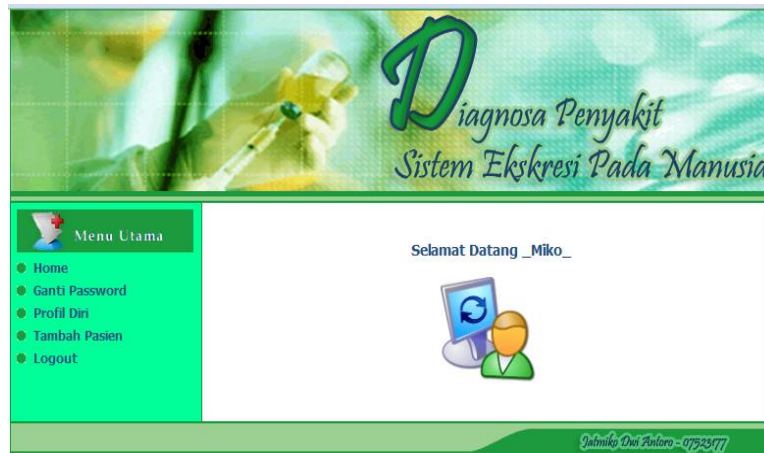 Diagnosa Penyakit
Sistem Ekskresi Pada Manusia
Menu Utama
Home
Ganti Password
Profil Diri
Tambah Pasien
Logout
Selamat Datang _Miko_
Jatmiko Dwi Antoro - 07523177